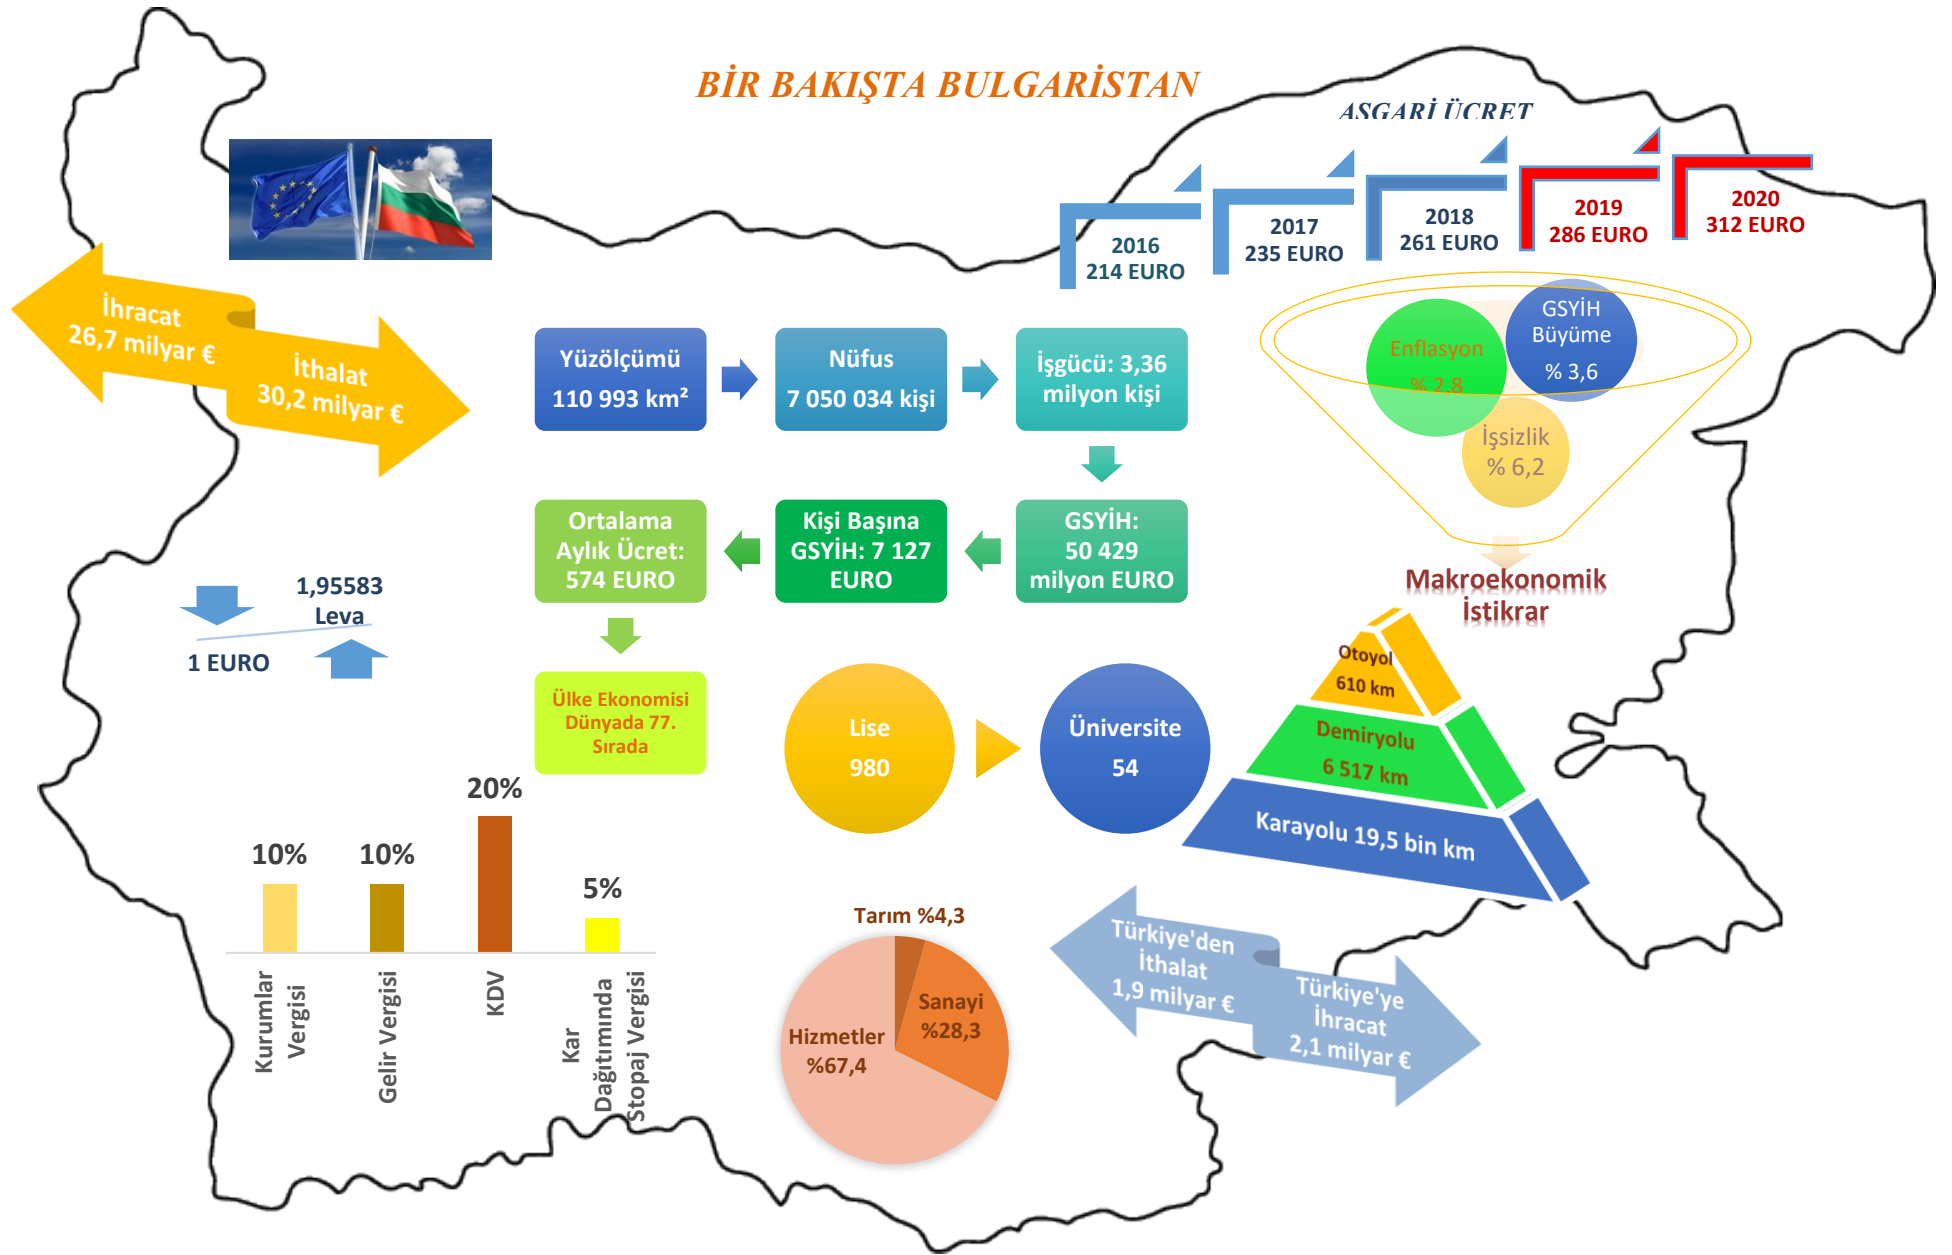 BİR BAKIŞTA BULGARİSTAN
ASGARİ ÜCRET
2016
214 EURO
2017
235 EURO
2018
261 EURO
2019
286 EURO
2020
312 EURO
İhracat
26,7 milyar €
İthalat
30,2 milyar €
Yüzölçümü
110 993 km²
Nüfus
7 050 034 kişi
İşgücü: 3,36
milyon kişi
GSYİH
Büyüme
% 3,6
Enflasyon
% 2,8
İşsizlik
% 6,2
Makroekonomik
İstikrar
Ortalama
Aylık Ücret:
574 EURO
Kişi Başına
GSYİH: 7 127
EURO
GSYİH:
50 429
milyon EURO
1,95583
Leva
1 EURO
Ülke Ekonomisi
Dünyada 77.
Sırada
Lise
980
Üniversite
54
Otoyol
610 km
Demiryolu
6 517 km
Karayolu 19,5 bin km
10%
10%
20%
5%
Kurumlar
Vergisi
Gelir Vergisi
KDV
Kar
Dağıtımında
Stopaj Vergisi
Tarım %4,3
Sanayi
%28,3
Hizmetler
%67,4
Türkiye'den
İthalat
1,9 milyar €
Türkiye'ye
İhracat
2,1 milyar €